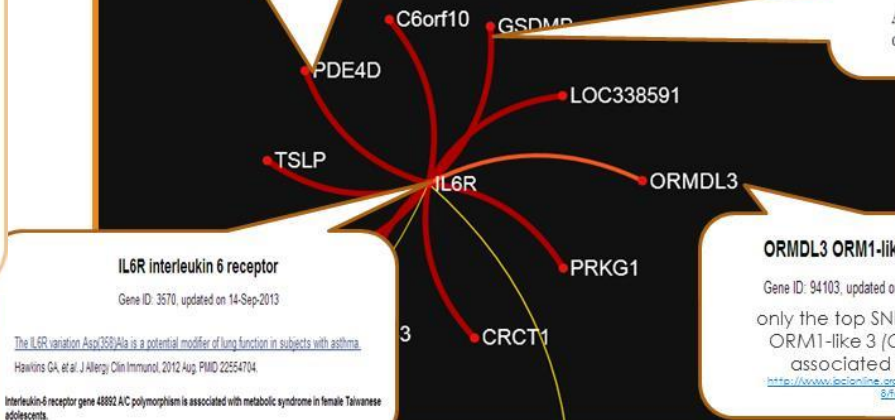 C6orf10
PDE4D
LOC338591
TSLP
IL6R
ORMDL3
PRKG1
3
CRCT1
IL6R interleukin 6 receptor
Gene ID: 3570, updated on 14-Sep-2013
The IL6R variation Asp(358)Ala is a potential modifier of lung function in subjects with asthma.
Hawkins GA, et al. J Allergy Clin Immunol, 2012 Aug. PMID 22554704.
Interleukin-6 receptor gene 48892 A/C polymorphism is associated with metabolic syndrome in female Taiwanese
adolescents.
ORMDL3 ORM1-lik
Gene ID: 94103, updated o
only the top SNI
ORM1-like 3 (O
associated